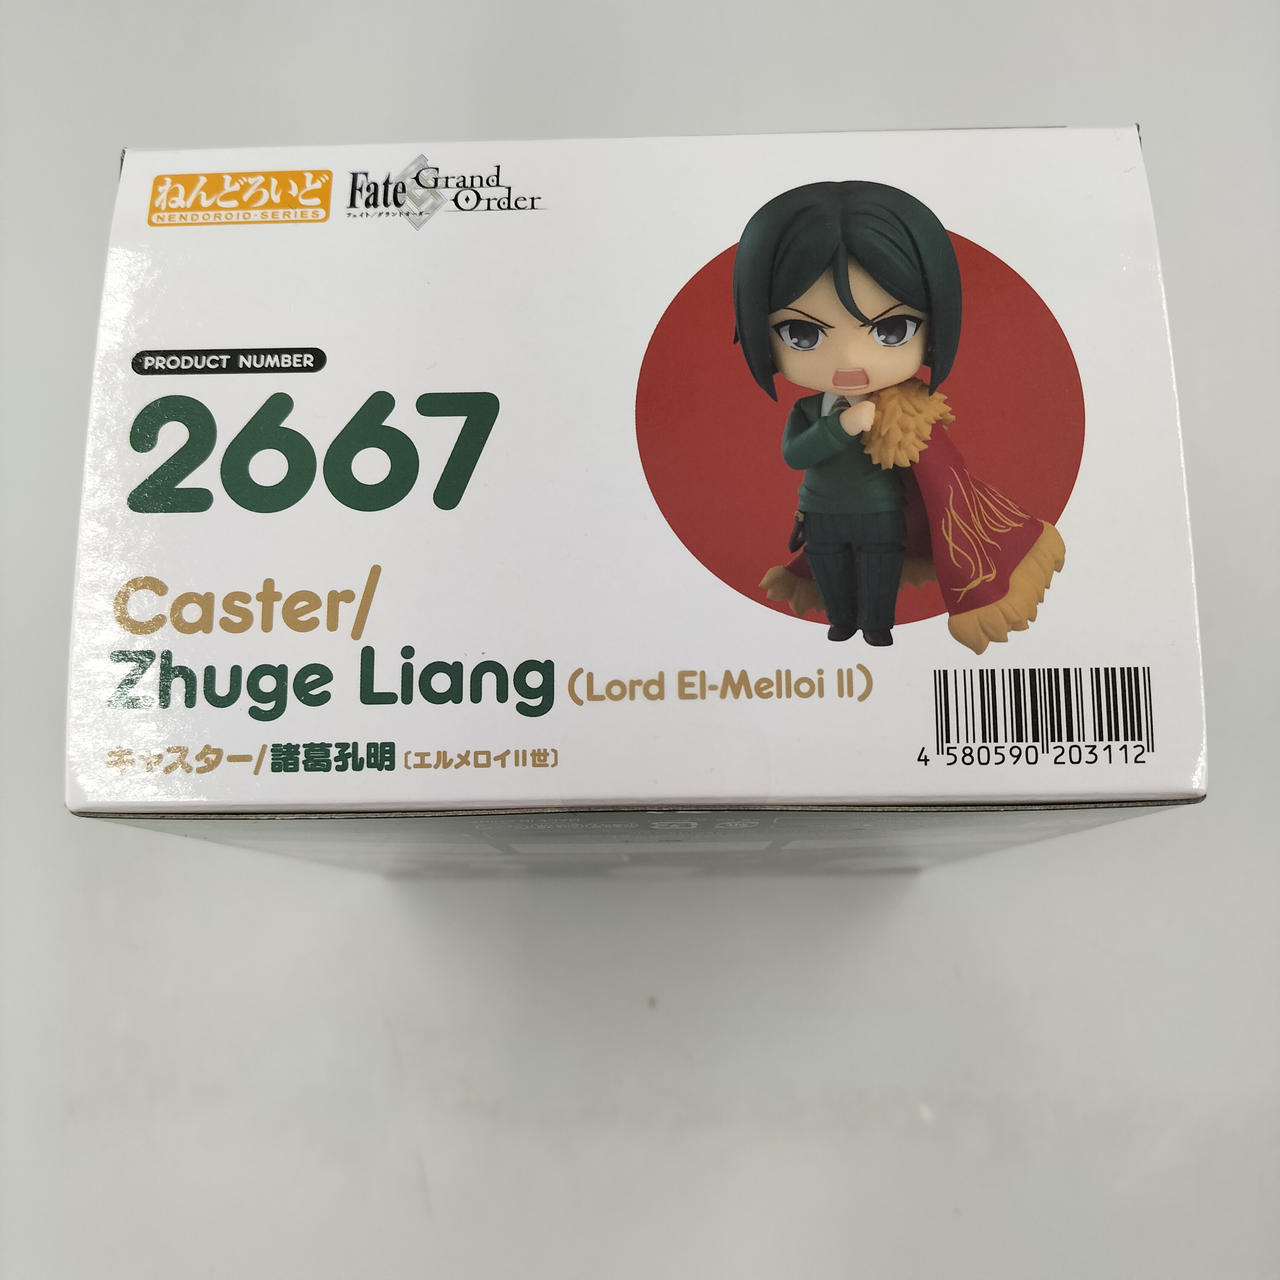 ねんどろいど
NENDOROID-SERIES
Fate Grand Order
フェイト/グランドオーダー
PRODUCT NUMBER
2667
Caster/
Zhuge Liang (Lord El-Melloi II)
キャスター/諸葛孔明〔エルメロイII世〕
4 580590 203112